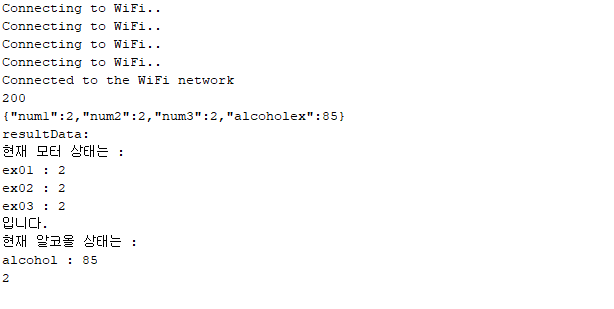 Connecting to WiFi..
Connecting to WiFi..
Connecting to WiFi..
Connecting to WiFi..
Connected to the WiFi network
200
{"num1":2,"num2":2,"num3":2,"alcoholex":85}
resultData:
현재 모터 상태는 :
ex01 : 2
ex02 : 2
ex03 : 2
입니다.
현재 알코올 상태는 :
alcohol : 85
2